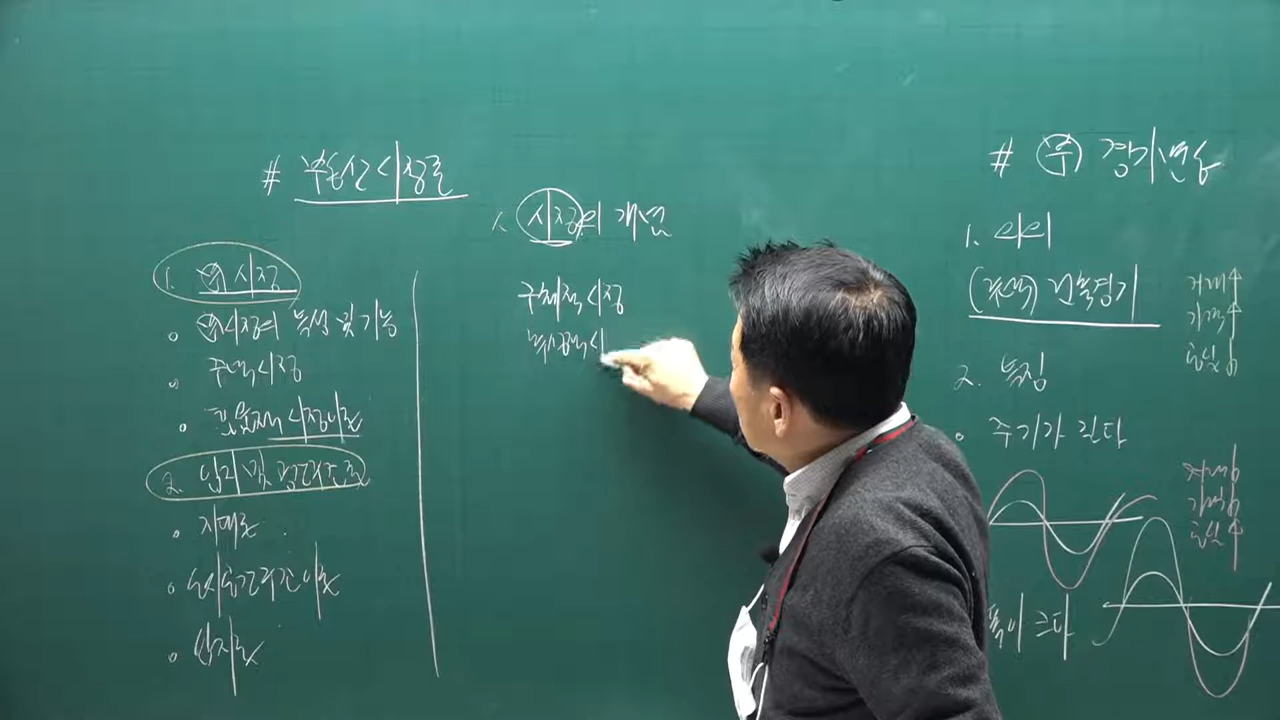 # 부동산시장론
1. 부 시장
• 부시장의 특성 및 기능
• 주택시장
• 효율적 시장이론
2. 입지 및 공간구조론
• 지대론
• 도시공간구조이론
• 입지론
1. 시장의 개념
구체적 시장
추상적 시
# 부 경기변동
1. 의의
(주택) 건축경기
거래↑
가격↑
공실↓
2. 특징
• 주기가 길다
거래↓
가격↓
공실↑
폭이 크다